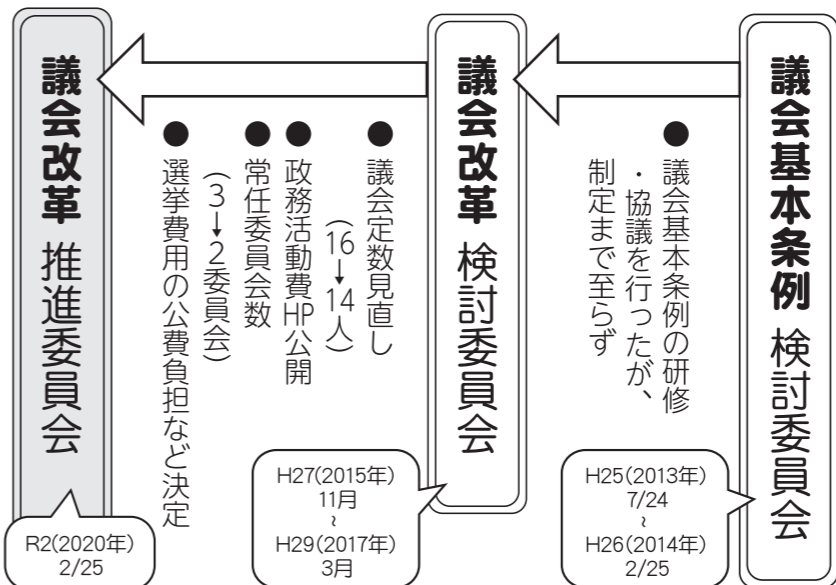 議会基本条例 検討委員会
H25(2013年)
7/24
~
H26(2014年)
2/25
● 議会基本条例の研修
・協議を行ったが、
制定まで至らず
議会改革 検討委員会
H27(2015年)
11月
~
H29(2017年)
3月
● 議会定数見直し
(16→14人)
● 政務活動費HP公開
● 常任委員会数
(3→2委員会)
● 選挙費用の公費負担など決定
議会改革 推進委員会
R2(2020年)
2/25